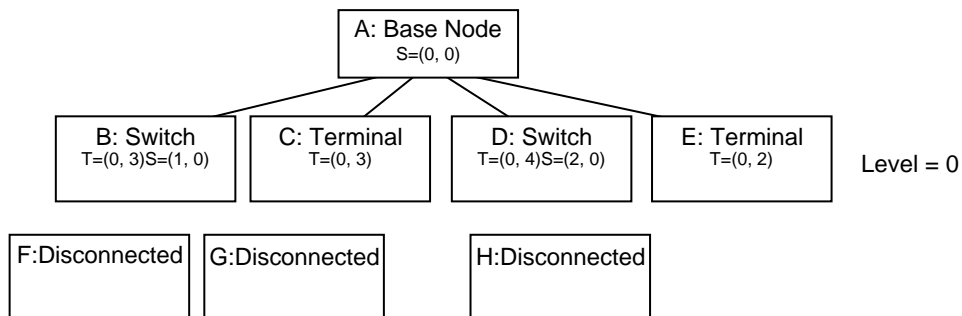 A: Base Node
S=(0, 0)
B: Switch
T=(0, 3)S=(1, 0)
C: Terminal
T=(0, 3)
D: Switch
T=(0, 4)S=(2, 0)
E: Terminal
T=(0, 2)
Level = 0
F:Disconnected
G:Disconnected
H:Disconnected